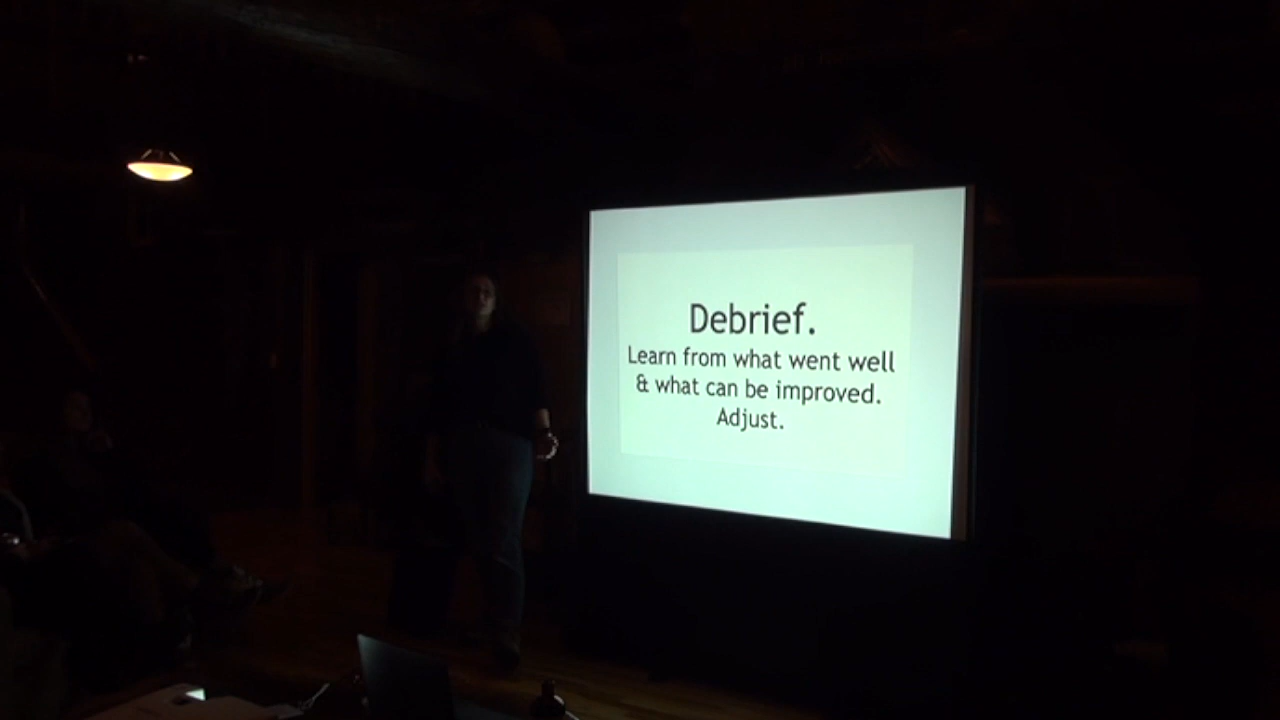 Debrief.
Learn from what went well
& what can be improved.
Adjust.